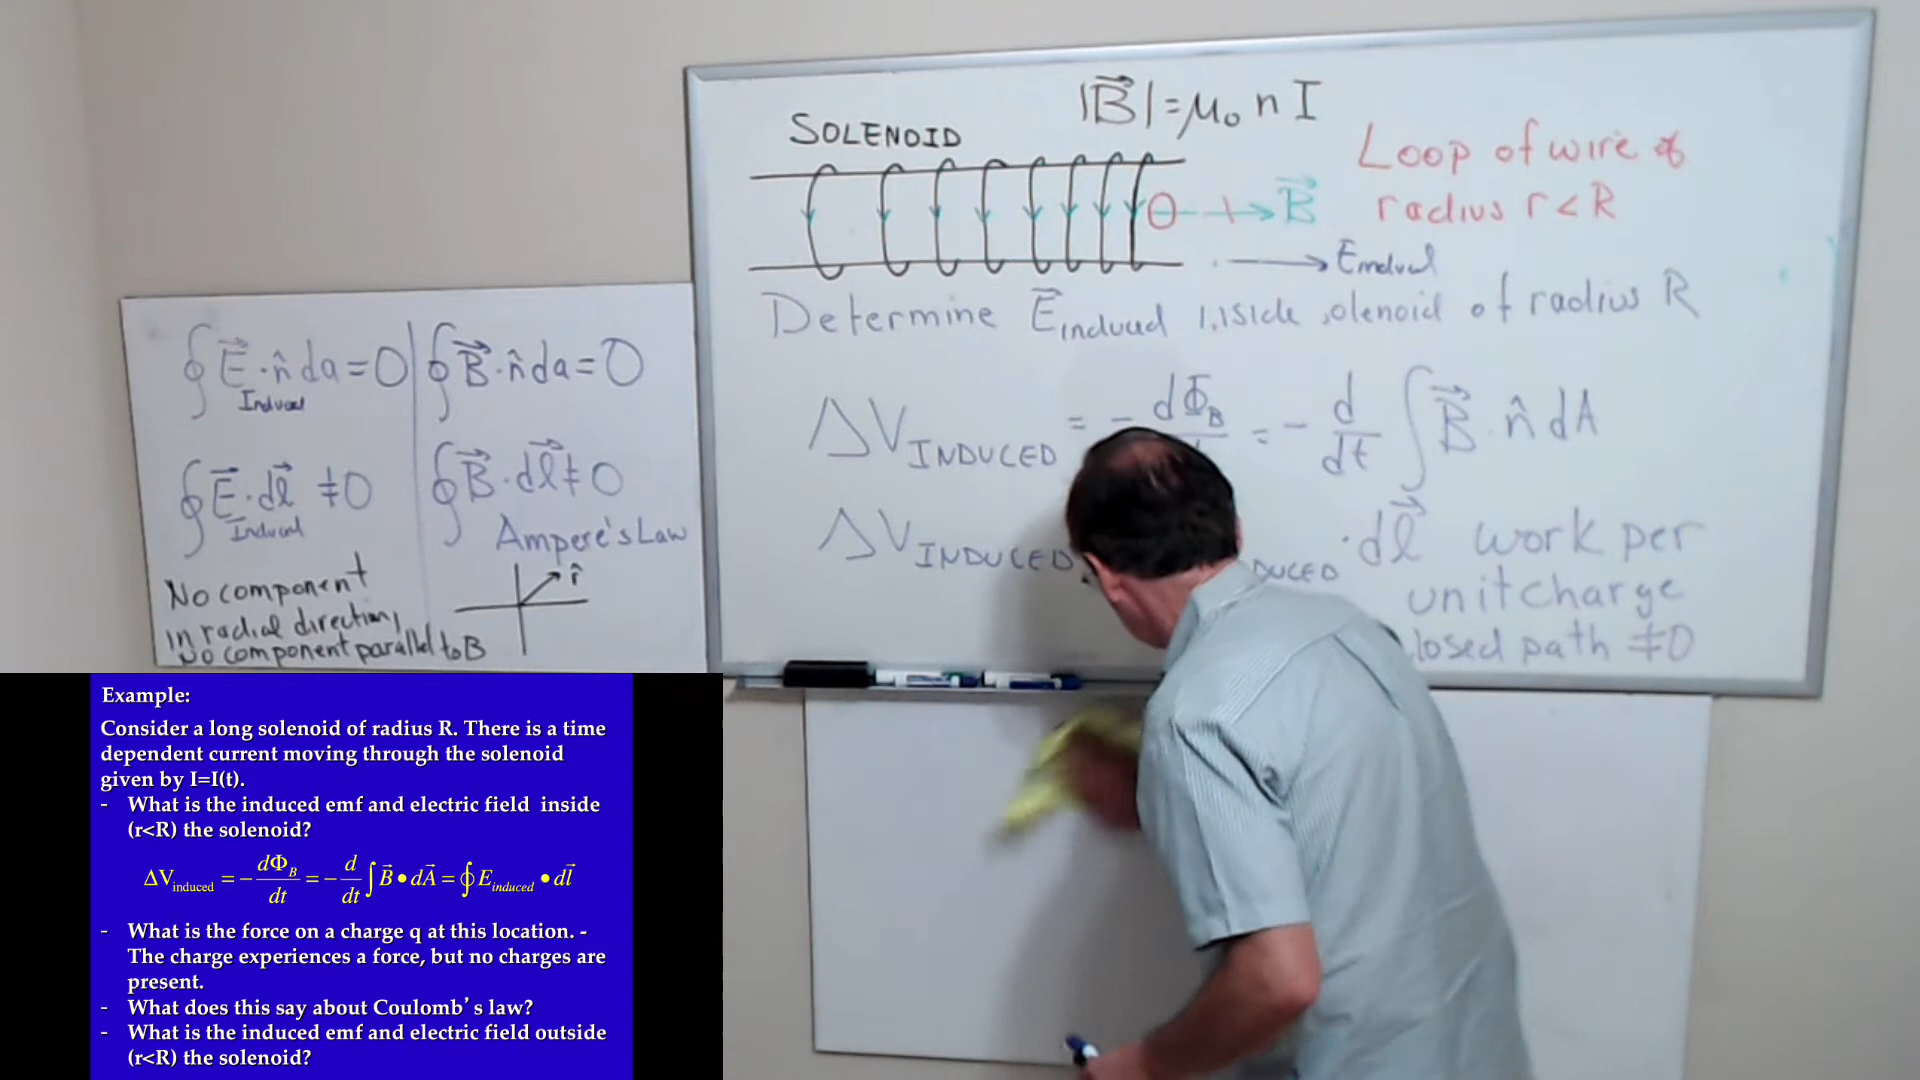 |B⃗| = μ₀ n I
SOLENOID
Loop of wire of
radius r < R
B⃗
Determine E⃗induced solenoid of radius R
ΔV INDUCED = - dΦB = - d/dt ∫ B⃗ · n̂ dA
ΔV INDUCED DUCED · dl⃗ work per
unit charge
losed path ≠ 0
∮ E⃗ · n̂ da = 0
Induced
∮ B⃗ · n̂ da = 0
∮ E⃗ · dl⃗ ≠ 0
Induced
∮ B⃗ · dl⃗ ≠ 0
Ampere's Law
r̂
No component
in radial direction,
No component parallel to B
Example:
Consider a long solenoid of radius R. There is a time
dependent current moving through the solenoid
given by I=I(t).
- What is the induced emf and electric field inside
(r<R) the solenoid?
ΔVinduced = - dΦB/dt = - d/dt ∫ B⃗ • dA⃗ = ∮ Einduced • dl⃗
- What is the force on a charge q at this location. -
The charge experiences a force, but no charges are
present.
- What does this say about Coulomb's law?
- What is the induced emf and electric field outside
(r<R) the solenoid?